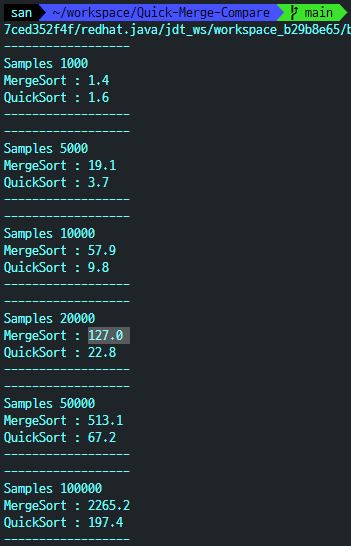 san ~/workspace/Quick-Merge-Compare main
7ced352f4f/redhat.java/jdt_ws/workspace_b29b8e65/b
------------------
Samples 1000
MergeSort : 1.4
QuickSort : 1.6
------------------
------------------
Samples 5000
MergeSort : 19.1
QuickSort : 3.7
------------------
------------------
Samples 10000
MergeSort : 57.9
QuickSort : 9.8
------------------
------------------
Samples 20000
MergeSort : 127.0
QuickSort : 22.8
------------------
------------------
Samples 50000
MergeSort : 513.1
QuickSort : 67.2
------------------
------------------
Samples 100000
MergeSort : 2265.2
QuickSort : 197.4
------------------